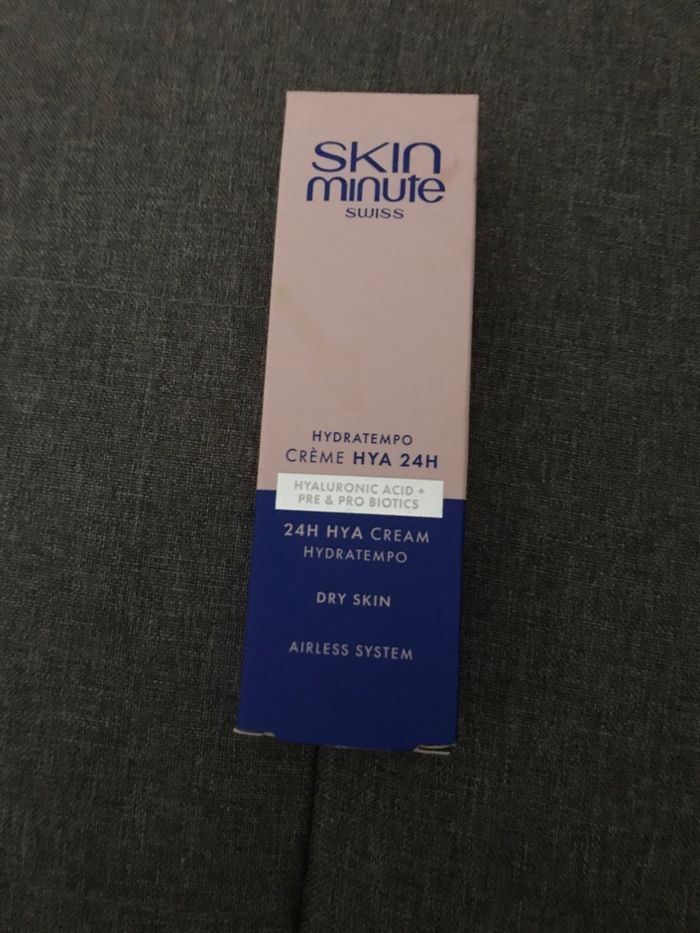 SKIN
minute
SWISS
HYDRATEMPO
CRÈME HYA 24H
HYALURONIC ACID +
PRE & PRO BIOTICS
24H HYA CREAM
HYDRATEMPO
DRY SKIN
AIRLESS SYSTEM